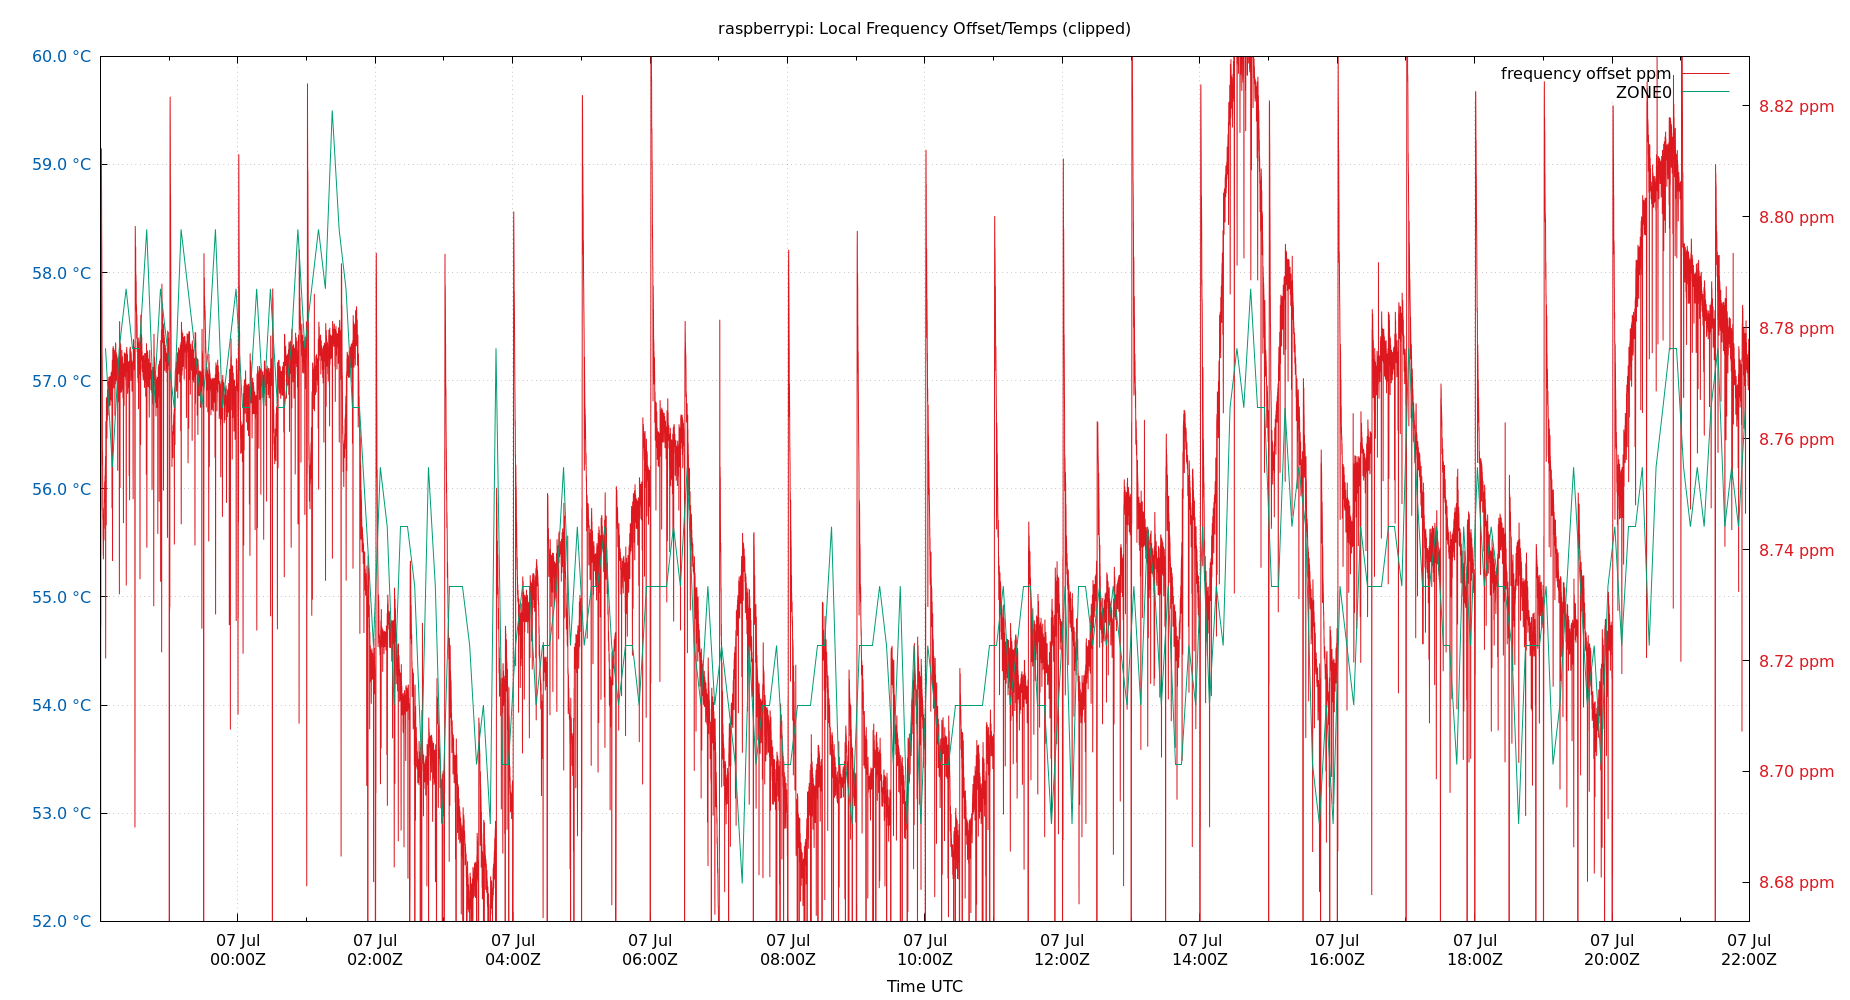 raspberrypi: Local Frequency Offset/Temps (clipped)
frequency offset ppm
ZONE0
60.0 °C
59.0 °C
58.0 °C
57.0 °C
56.0 °C
55.0 °C
54.0 °C
53.0 °C
52.0 °C
8.82 ppm
8.80 ppm
8.78 ppm
8.76 ppm
8.74 ppm
8.72 ppm
8.70 ppm
8.68 ppm
07 Jul
00:00Z
07 Jul
02:00Z
07 Jul
04:00Z
07 Jul
06:00Z
07 Jul
08:00Z
07 Jul
10:00Z
07 Jul
12:00Z
07 Jul
14:00Z
07 Jul
16:00Z
07 Jul
18:00Z
07 Jul
20:00Z
07 Jul
22:00Z
Time UTC